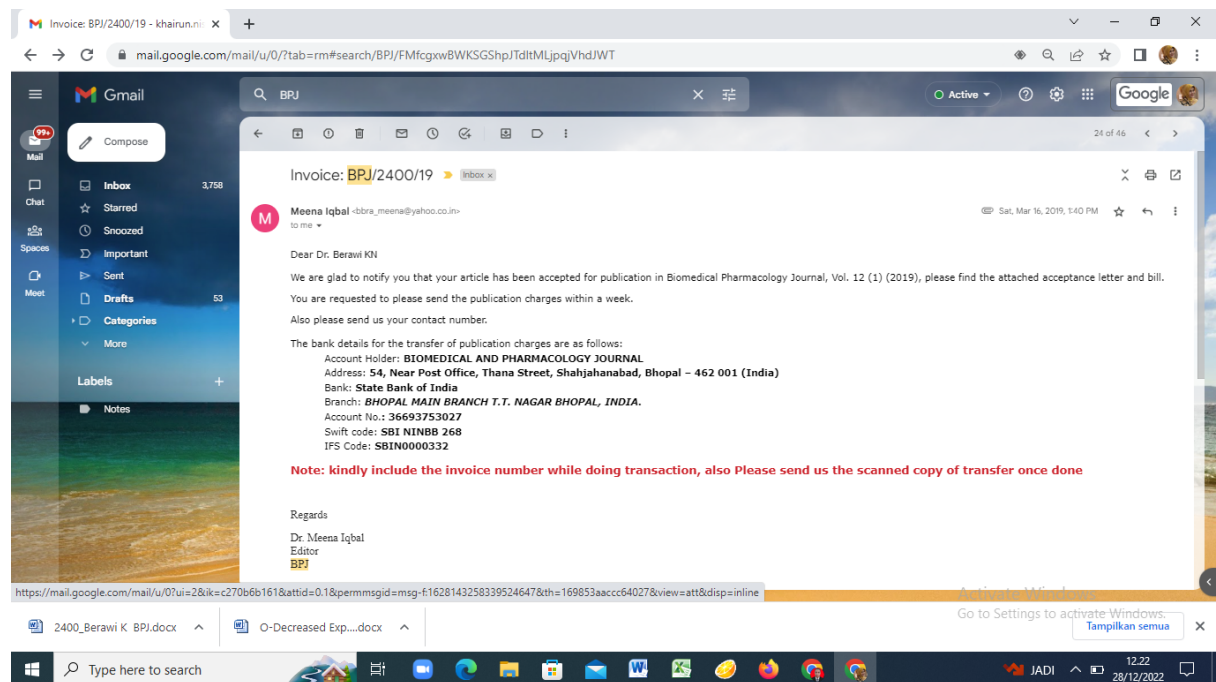 Invoice: BPJ/2400/19 - khairun.ni
mail.google.com/mail/u/0/?tab=rm#search/BPJ/FMfcgxwBWKSGShpJTdltMLjpqjVhdJWT
Gmail
BPJ
Active
Google
99+
Mail
Compose
24 of 46
Chat
Spaces
Meet
Inbox 3,758
Starred
Snoozed
Important
Sent
Drafts 53
Categories
More
Labels +
Notes
Invoice: BPJ/2400/19 Inbox x
M
Meena Iqbal <bbra_meena@yahoo.co.in> Sat, Mar 16, 2019, 1:40 PM
to me
Dear Dr. Berawi KN
We are glad to notify you that your article has been accepted for publication in Biomedical Pharmacology Journal, Vol. 12 (1) (2019), please find the attached acceptance letter and bill.
You are requested to please send the publication charges within a week.
Also please send us your contact number.
The bank details for the transfer of publication charges are as follows:
Account Holder: BIOMEDICAL AND PHARMACOLOGY JOURNAL
Address: 54, Near Post Office, Thana Street, Shahjahanabad, Bhopal – 462 001 (India)
Bank: State Bank of India
Branch: BHOPAL MAIN BRANCH T.T. NAGAR BHOPAL, INDIA.
Account No.: 36693753027
Swift code: SBI NINBB 268
IFS Code: SBIN0000332
Note: kindly include the invoice number while doing transaction, also Please send us the scanned copy of transfer once done
Regards
Dr. Meena Iqbal
Editor
BPJ
https://mail.google.com/mail/u/0?ui=2&ik=c270b6b161&attid=0.1&permmsgid=msg-f:1628143258339524647&th=169853aaccc64027&view=att&disp=inline
Activate Windows
Go to Settings to activate Windows.
2400_Berawi K BPJ.docx
O-Decreased Exp....docx
Tampilkan semua
Type here to search
JADI
12.22
28/12/2022